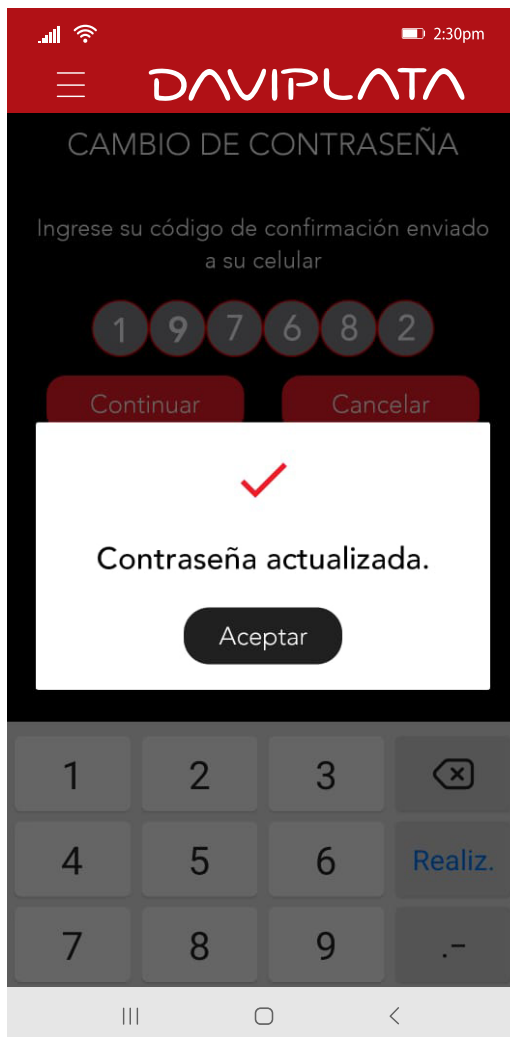 2:30pm
DAVIPLATA
CAMBIO DE CONTRASEÑA
Ingrese su código de confirmación enviado
a su celular
1 9 7 6 8 2
Continuar Cancelar
Contraseña actualizada.
Aceptar
1 2 3
4 5 6 Realiz.
7 8 9 .-